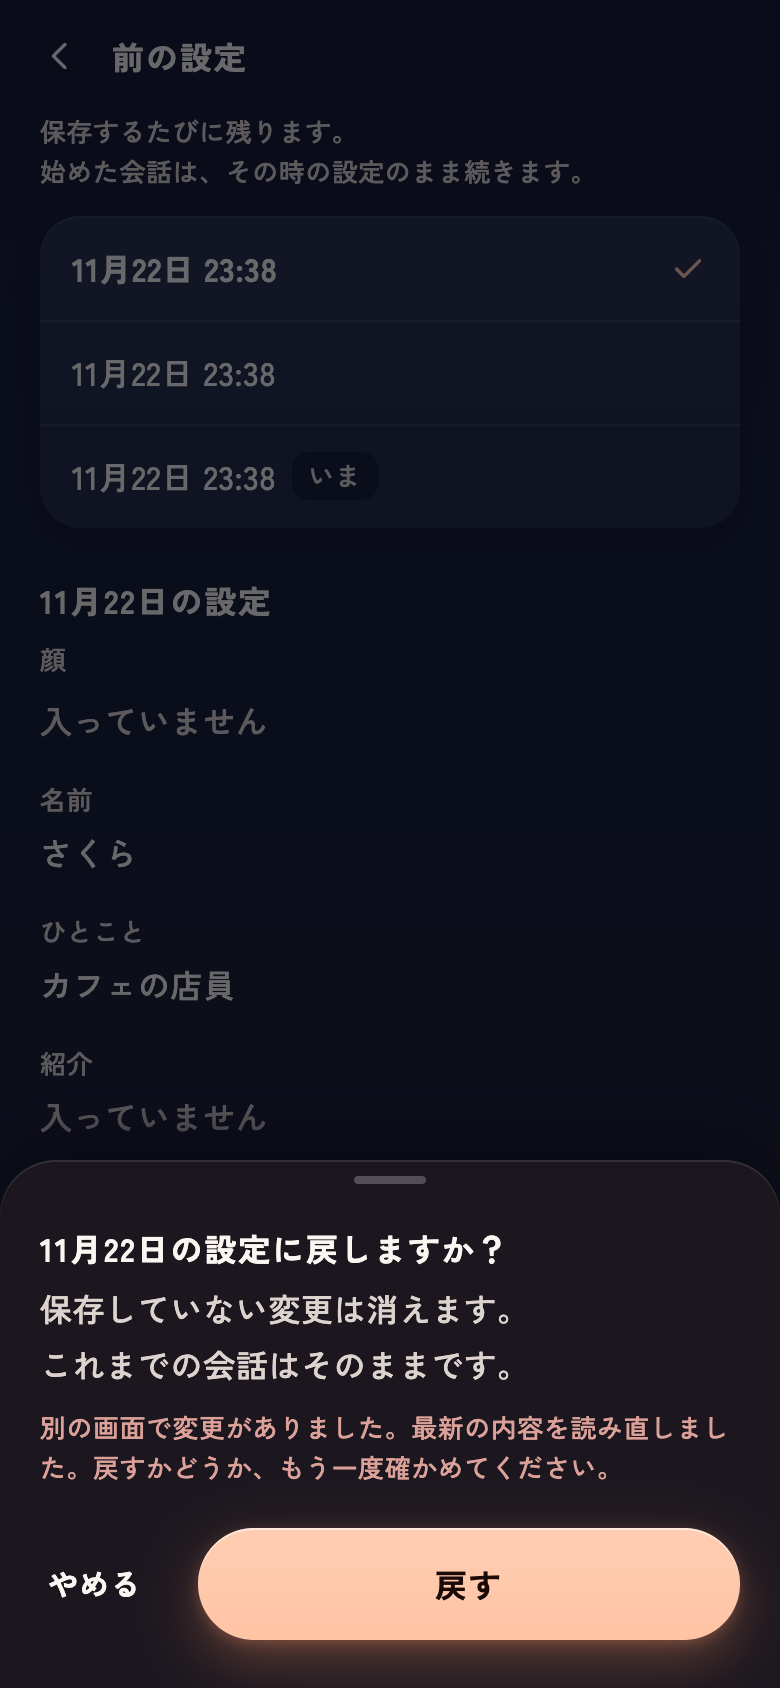 前の設定
保存するたびに残ります。
始めた会話は、その時の設定のまま続きます。
11月22日 23:38
11月22日 23:38
11月22日 23:38 いま
11月22日の設定
顔
入っていません
名前
さくら
ひとこと
カフェの店員
紹介
入っていません
11月22日の設定に戻しますか？
保存していない変更は消えます。
これまでの会話はそのままです。
別の画面で変更がありました。最新の内容を読み直しまし
た。戻すかどうか、もう一度確かめてください。
やめる 戻す